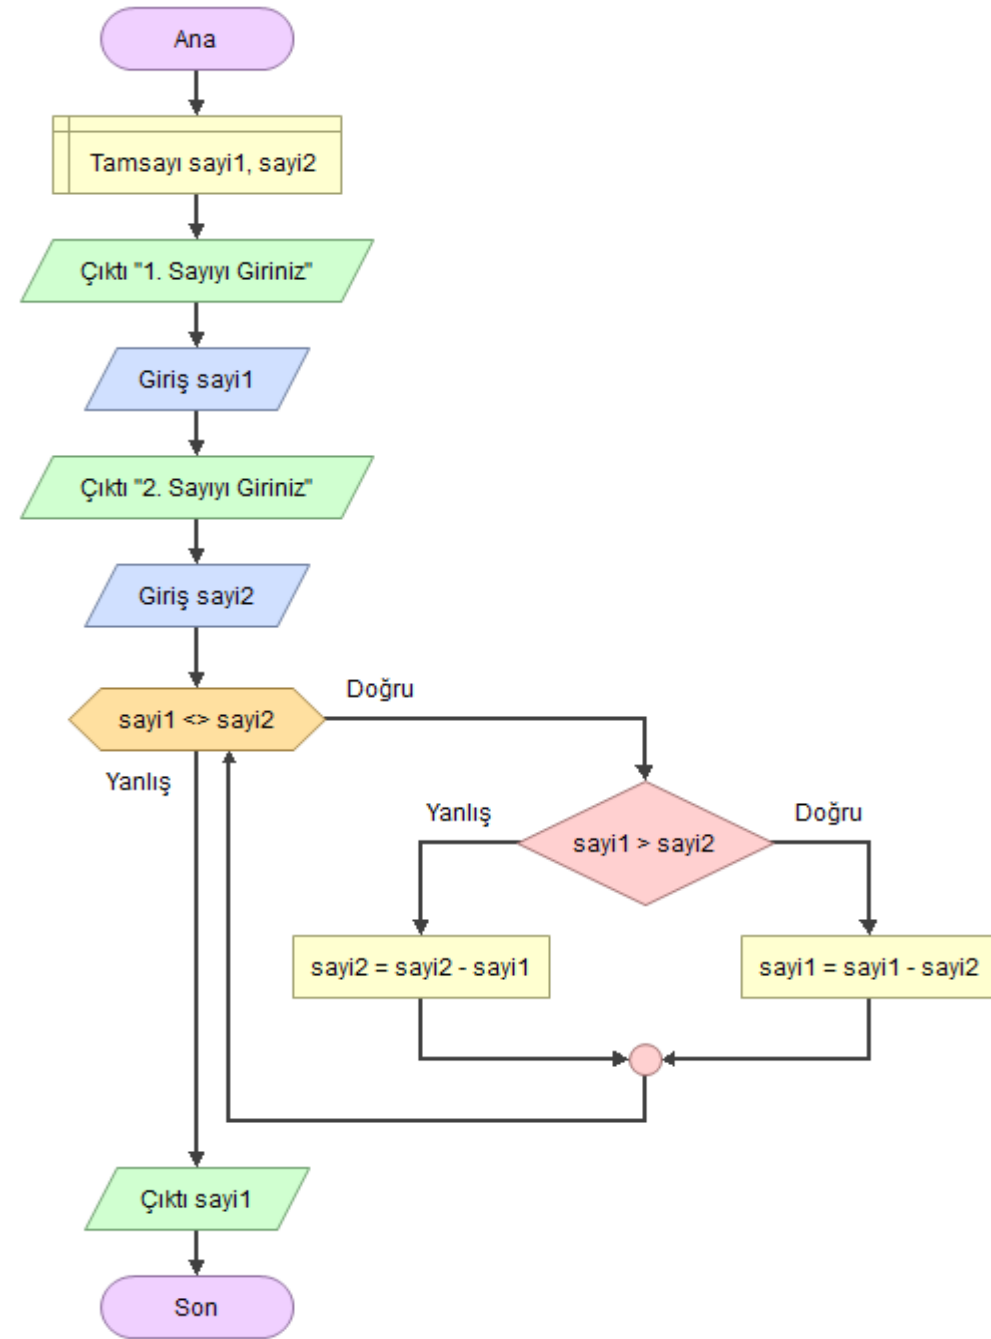 Ana
Tamsayı sayi1, sayi2
Çıktı "1. Sayıyı Giriniz"
Giriş sayi1
Çıktı "2. Sayıyı Giriniz"
Giriş sayi2
sayi1 <> sayi2
Doğru
Yanlış
sayi1 > sayi2
Yanlış
Doğru
sayi2 = sayi2 - sayi1
sayi1 = sayi1 - sayi2
Çıktı sayi1
Son